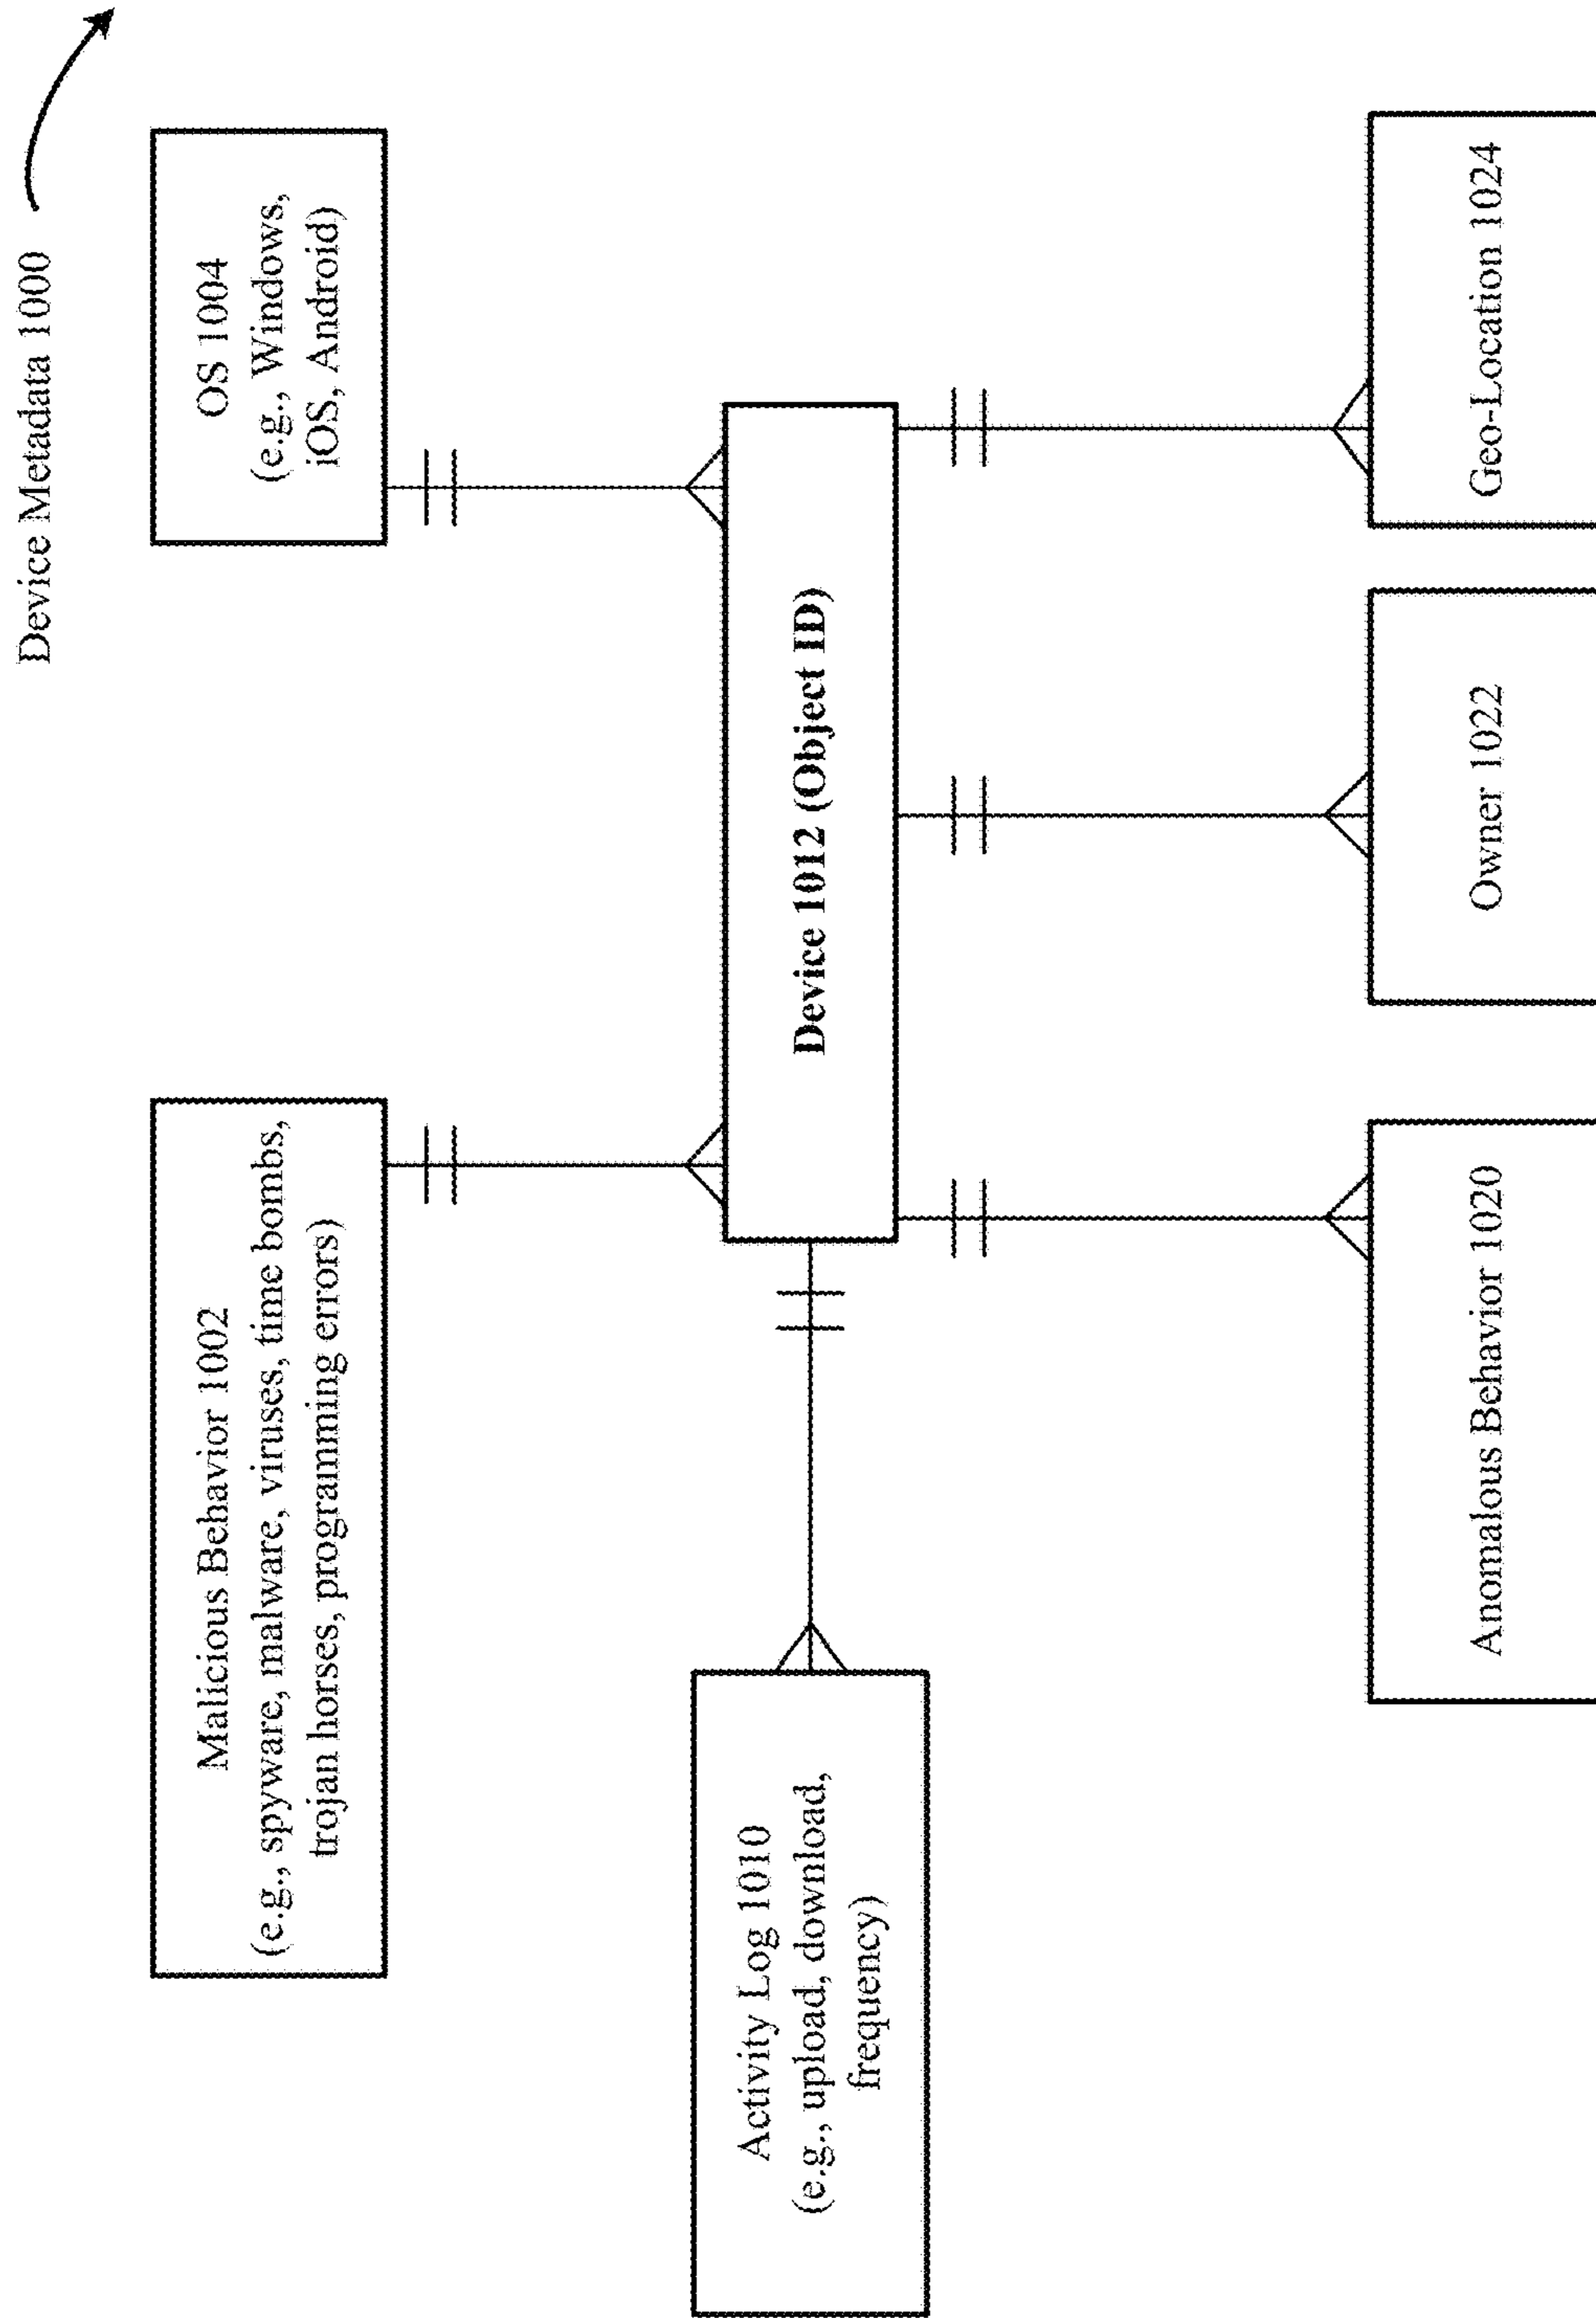 Device Metadata 1000
Malicious Behavior 1002
(e.g., spyware, malware, viruses, time bombs,
trojan horses, programming errors)
OS 1004
(e.g., Windows,
iOS, Android)
Activity Log 1010
(e.g., upload, download,
frequency)
Device 1012 (Object ID)
Anomalous Behavior 1020
Owner 1022
Geo-Location 1024